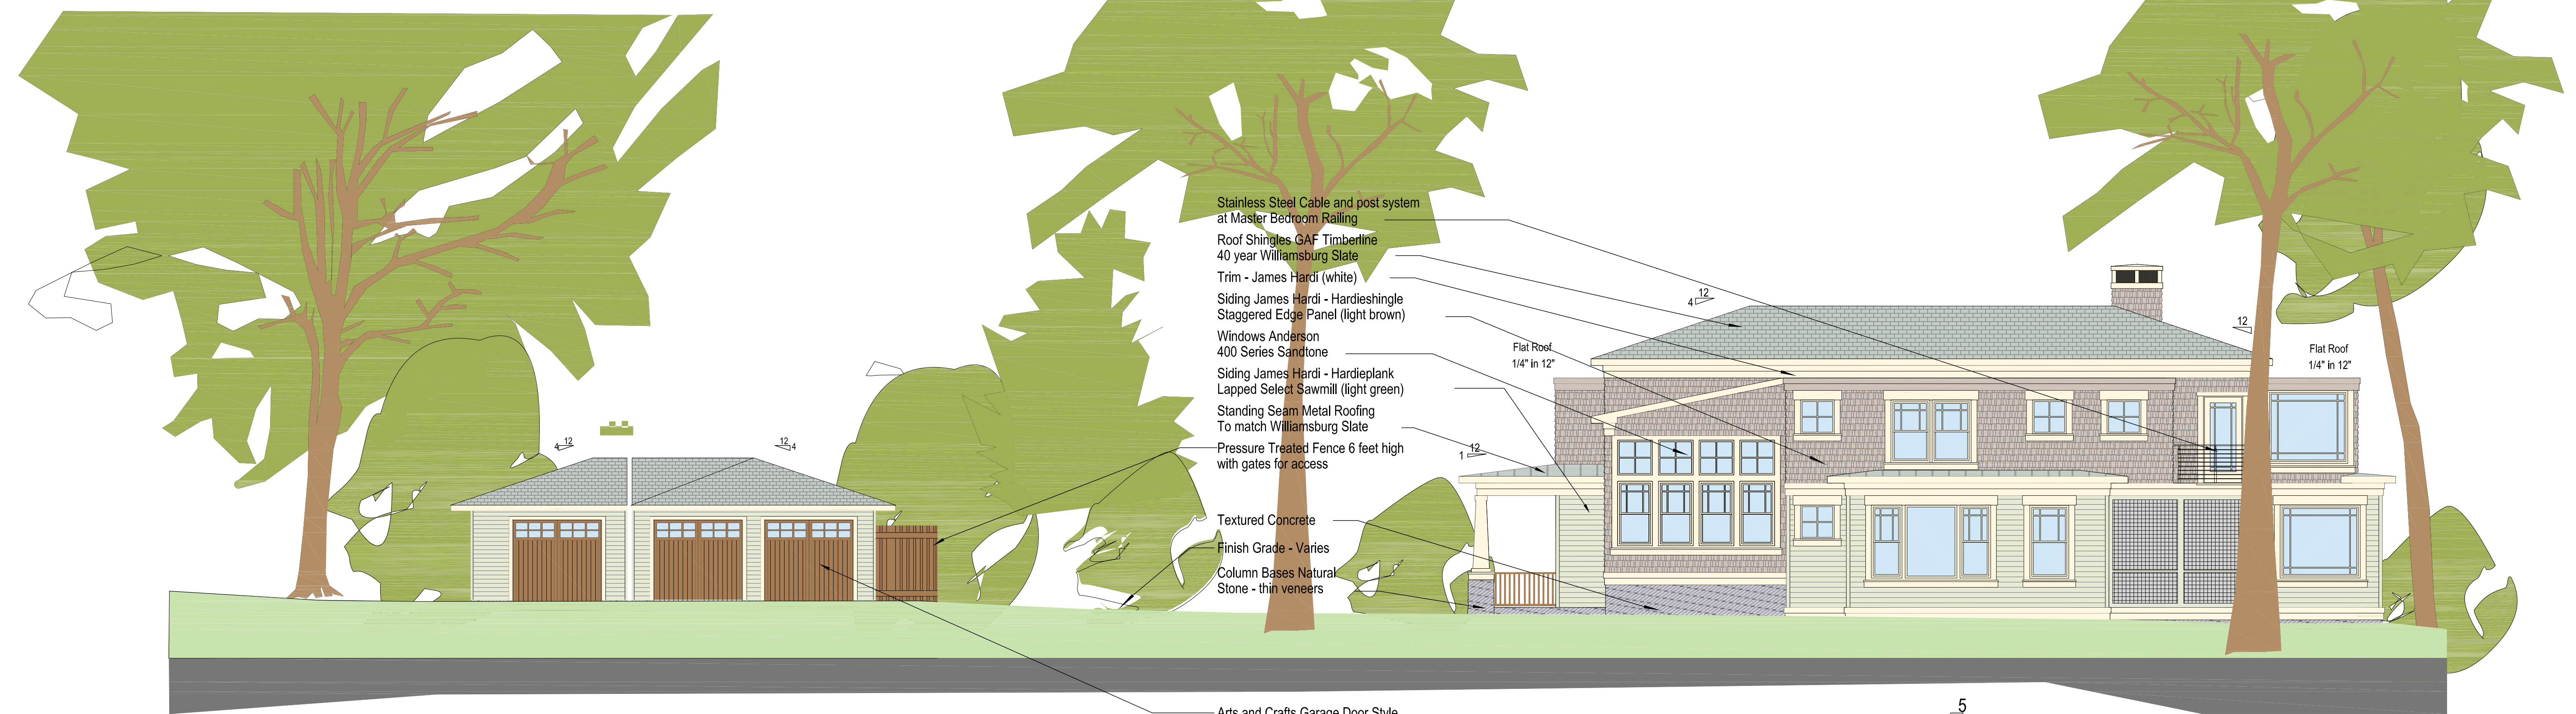 Stainless Steel Cable and post system
at Master Bedroom Railing
Roof Shingles GAF Timberline
40 year Williamsburg Slate
Trim - James Hardi (white)
Siding James Hardi - Hardieshingle
Staggered Edge Panel (light brown)
Windows Anderson
400 Series Sandtone
Siding James Hardi - Hardieplank
Lapped Select Sawmill (light green)
Standing Seam Metal Roofing
To match Williamsburg Slate
Pressure Treated Fence 6 feet high
with gates for access
Textured Concrete
Finish Grade - Varies
Column Bases Natural
Stone - thin veneers
Arts and Crafts Garage Door Style
12
4
12
4
12
1
12
4
12
Flat Roof
1/4" in 12"
Flat Roof
1/4" in 12"
5